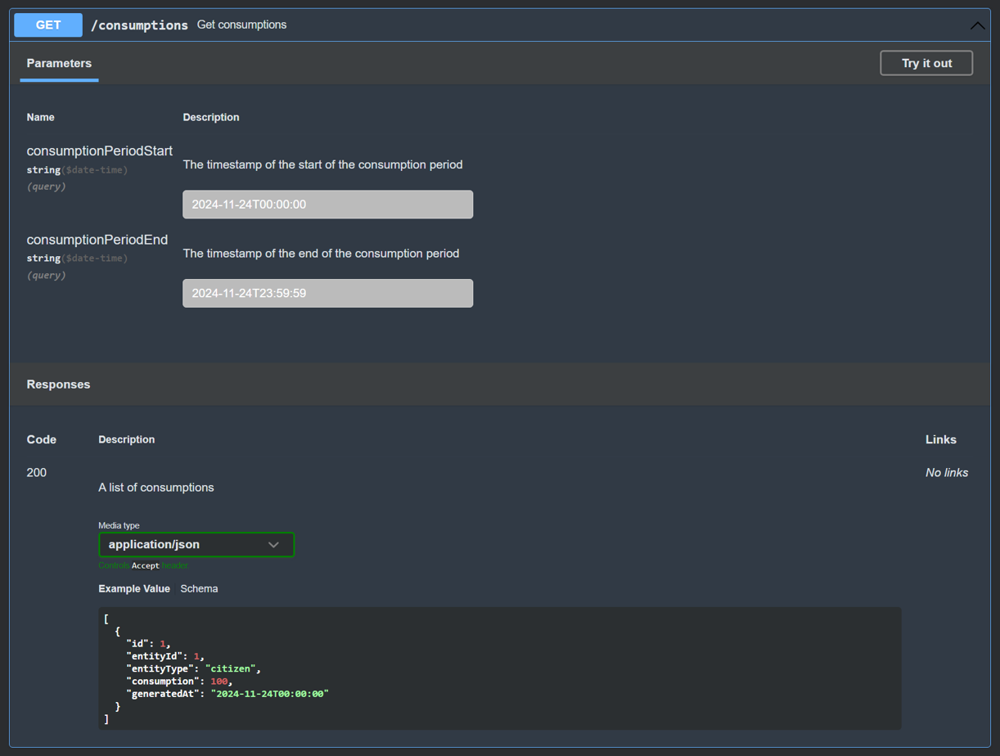 GET /consumptions Get consumptions
Parameters
Try it out
Name Description
consumptionPeriodStart
string($date-time)
(query)
The timestamp of the start of the consumption period
2024-11-24T00:00:00
consumptionPeriodEnd
string($date-time)
(query)
The timestamp of the end of the consumption period
2024-11-24T23:59:59
Responses
Code Description Links
200
A list of consumptions
No links
Media type
application/json
Controls Accept header.
Example Value Schema
[
  {
    "id": 1,
    "entityId": 1,
    "entityType": "citizen",
    "consumption": 100,
    "generatedAt": "2024-11-24T00:00:00"
  }
]